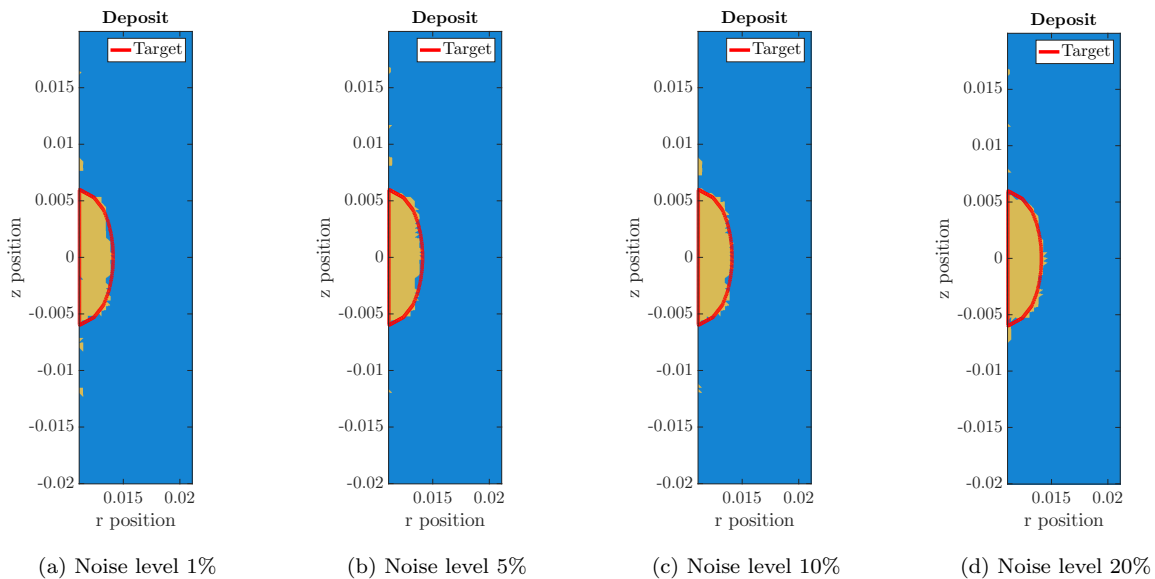 Deposit
Target
0.015
0.01
0.005
0
-0.005
-0.01
-0.015
-0.02
z position
0.015 0.02
r position
(a) Noise level 1%
Deposit
Target
0.015
0.01
0.005
0
-0.005
-0.01
-0.015
-0.02
z position
0.015 0.02
r position
(b) Noise level 5%
Deposit
Target
0.015
0.01
0.005
0
-0.005
-0.01
-0.015
-0.02
z position
0.015 0.02
r position
(c) Noise level 10%
Deposit
Target
0.015
0.01
0.005
0
-0.005
-0.01
-0.015
-0.02
z position
0.015 0.02
r position
(d) Noise level 20%